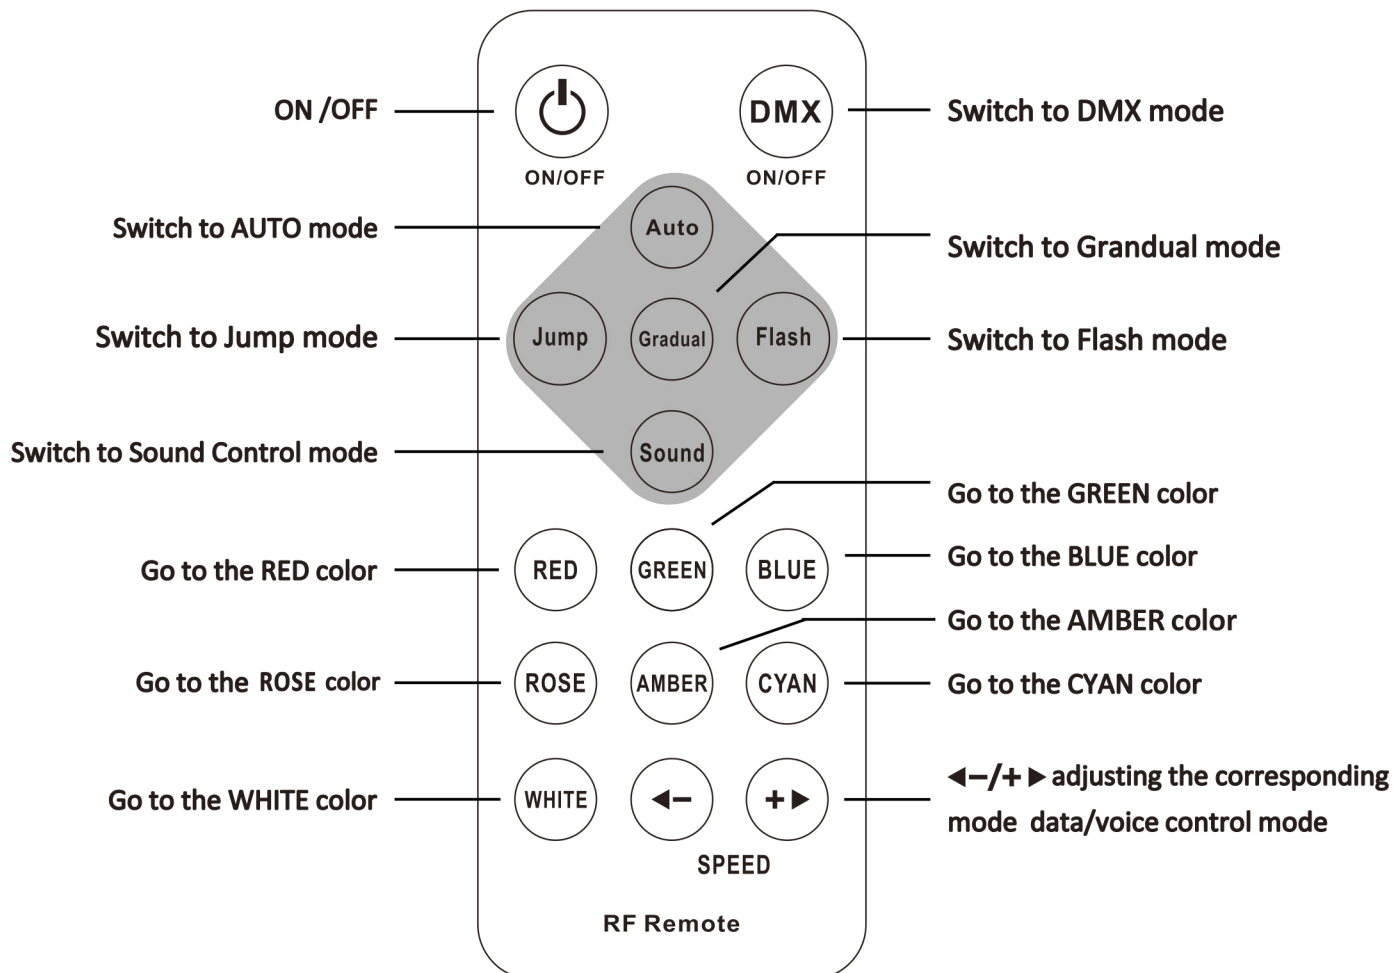 ON /OFF
DMX
Switch to DMX mode
ON/OFF
ON/OFF
Switch to AUTO mode
Auto
Switch to Grandual mode
Switch to Jump mode
Jump
Gradual
Flash
Switch to Flash mode
Switch to Sound Control mode
Sound
Go to the GREEN color
Go to the RED color
RED
GREEN
BLUE
Go to the BLUE color
Go to the AMBER color
Go to the ROSE color
ROSE
AMBER
CYAN
Go to the CYAN color
Go to the WHITE color
WHITE
◀−
+▶
◀−/+ ▶ adjusting the corresponding
mode data/voice control mode
SPEED
RF Remote